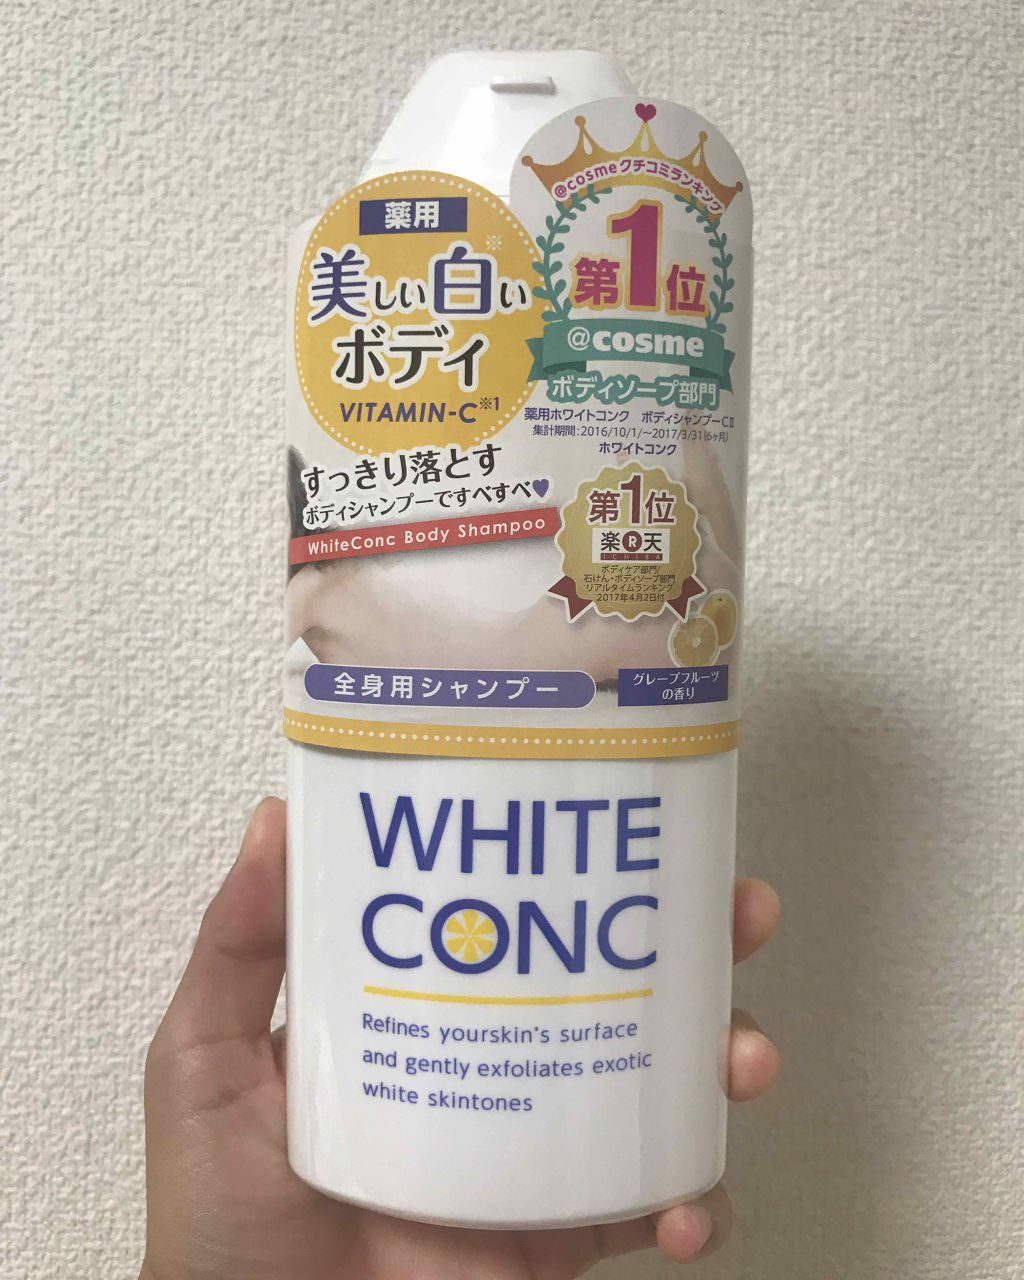 薬用
美しい白い※
ボディ
VITAMIN-C※1
すっきり落とす
ボディシャンプーですべすべ♥
WhiteConc Body Shampoo
@cosmeクチコミランキング
第1位
@cosme
ボディソープ部門
薬用ホワイトコンク ボディシャンプーCⅡ
集計期間:2016/10/1/~2017/3/31(6ヶ月)
ホワイトコンク
第1位
楽R天
ICHIBA
ボディケア部門/
石けん・ボディソープ部門
リアルタイムランキング
2017年4月2日付
全身用シャンプー
グレープフルーツ
の香り
WHITE
CONC
Refines yourskin's surface
and gently exfoliates exotic
white skintones